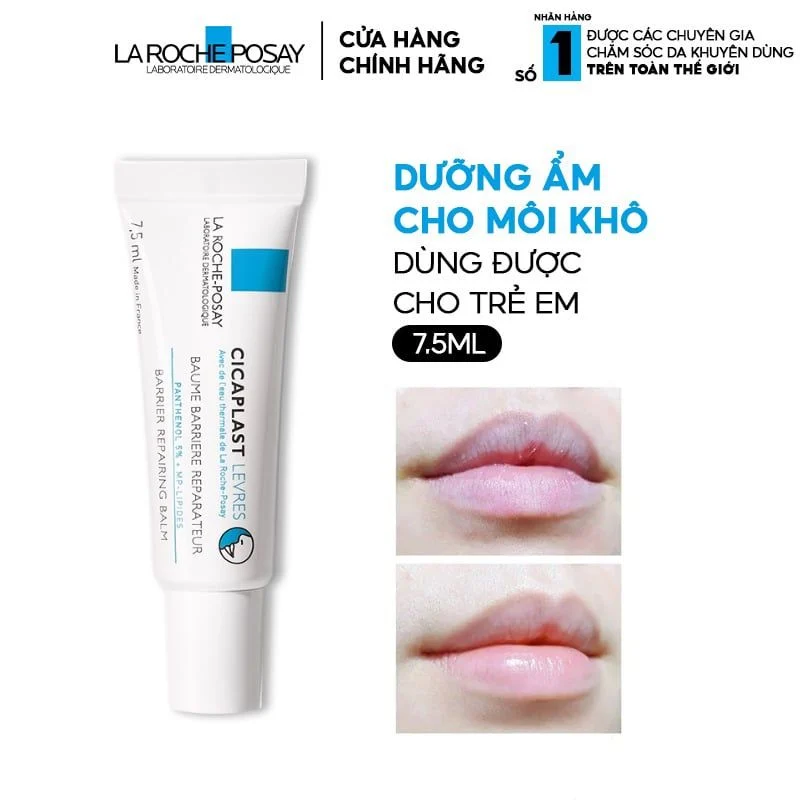 LA ROCHE POSAY
LABORATOIRE DERMATOLOGIQUE
CỬA HÀNG
CHÍNH HÃNG
NHÃN HÀNG
SỐ 1
ĐƯỢC CÁC CHUYÊN GIA
CHĂM SÓC DA KHUYÊN DÙNG
TRÊN TOÀN THẾ GIỚI
DƯỠNG ẨM
CHO MÔI KHÔ
DÙNG ĐƯỢC
CHO TRẺ EM
7.5ML
7,5 ml Made in France
LA ROCHE-POSAY
LABORATOIRE DERMATOLOGIQUE
CICAPLAST LEVRES
Avec de l'eau thermale de La Roche-Posay
BAUME BARRIERE REPARATEUR
PANTHENOL 5% + MP-LIPIDES
BARRIER REPAIRING BALM